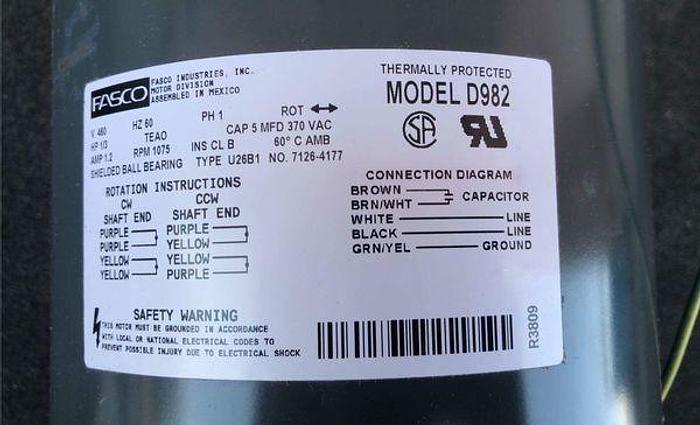 FASCO
FASCO INDUSTRIES, INC.
MOTOR DIVISION
ASSEMBLED IN MEXICO
V. 460 HZ 60 PH 1 ROT ↔
HP 1/3 TEAO CAP 5 MFD 370 VAC
AMP 1.2 RPM 1075 INS CL B 60° C AMB
SHIELDED BALL BEARING TYPE U26B1 NO. 7126-4177
ROTATION INSTRUCTIONS
CW CCW
SHAFT END SHAFT END
PURPLE PURPLE
PURPLE YELLOW
YELLOW YELLOW
YELLOW PURPLE
SAFETY WARNING
THIS MOTOR MUST BE GROUNDED IN ACCORDANCE
WITH LOCAL OR NATIONAL ELECTRICAL CODES TO
PREVENT POSSIBLE INJURY DUE TO ELECTRICAL SHOCK
THERMALLY PROTECTED
MODEL D982
SA RU
CONNECTION DIAGRAM
BROWN
BRN/WHT CAPACITOR
WHITE LINE
BLACK LINE
GRN/YEL GROUND
R3809